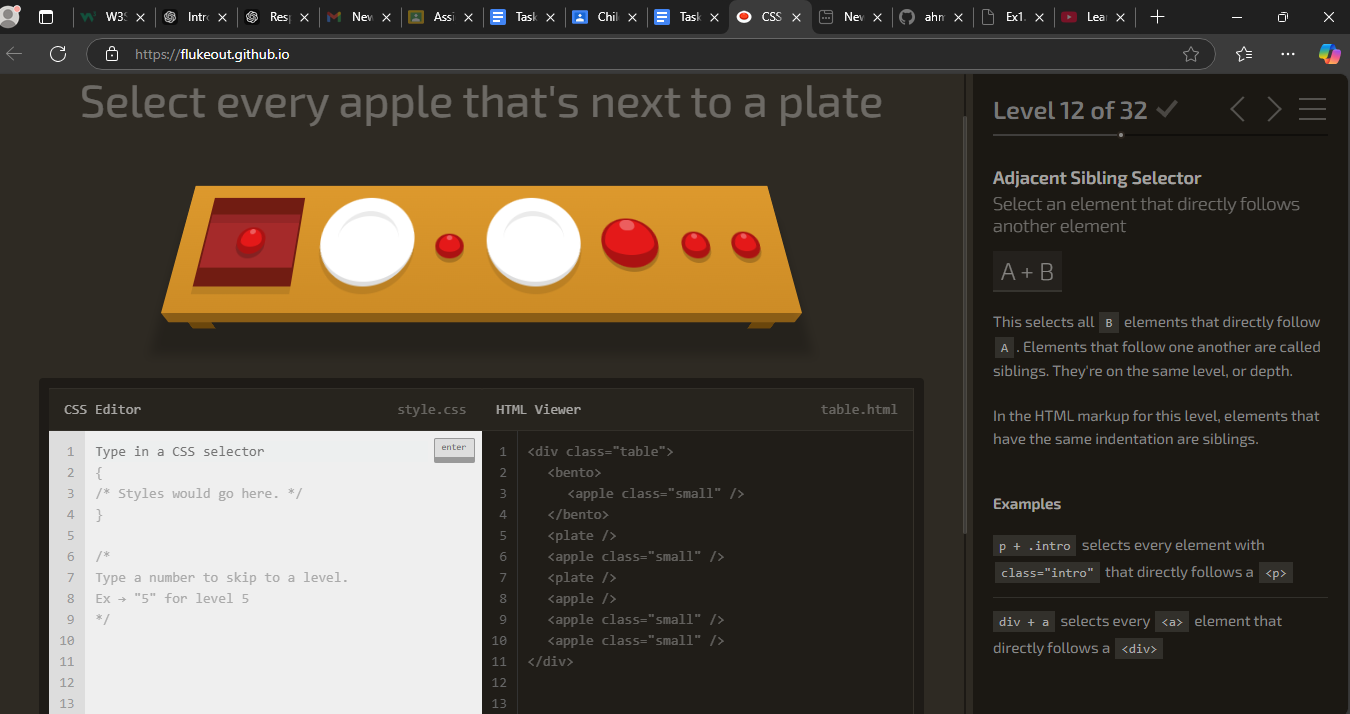 W3S
Intro
Resp
New
Assi
Task
Chil
Task
CSS
New
ahm
Ex1.
Lear
https://flukeout.github.io
Select every apple that's next to a plate
Level 12 of 32
Adjacent Sibling Selector
Select an element that directly follows
another element
A + B
This selects all B elements that directly follow
A . Elements that follow one another are called
siblings. They're on the same level, or depth.
In the HTML markup for this level, elements that
have the same indentation are siblings.
Examples
p + .intro selects every element with
class="intro" that directly follows a <p>
div + a selects every <a> element that
directly follows a <div>
CSS Editor style.css
1 Type in a CSS selector enter
2 {
3 /* Styles would go here. */
4 }
5
6 /*
7 Type a number to skip to a level.
8 Ex → "5" for level 5
9 */
10
11
12
13
HTML Viewer table.html
1 <div class="table">
2 <bento>
3 <apple class="small" />
4 </bento>
5 <plate />
6 <apple class="small" />
7 <plate />
8 <apple />
9 <apple class="small" />
10 <apple class="small" />
11 </div>
12
13